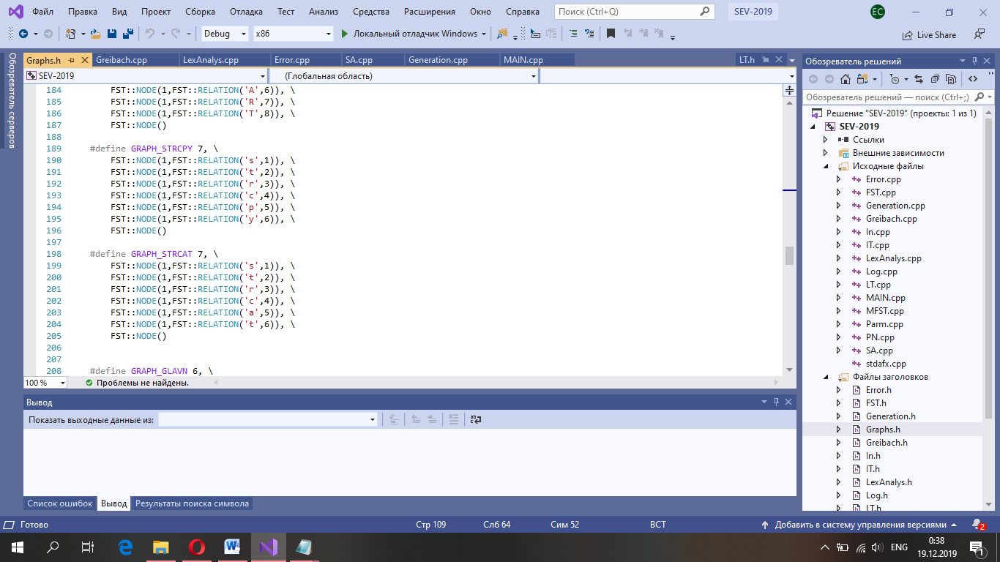 Файл Правка Вид Проект Сборка Отладка Тест Анализ Средства Расширения Окно Справка Поиск (Ctrl+Q) SEV-2019 EC
Debug x86 Локальный отладчик Windows Live Share
Обозреватель серверов
Graphs.h Greibach.cpp LexAnalys.cpp Error.cpp SA.cpp Generation.cpp MAIN.cpp LT.h
SEV-2019 (Глобальная область)
184 FST::NODE(1,FST::RELATION('A',6)), \
185 FST::NODE(1,FST::RELATION('R',7)), \
186 FST::NODE(1,FST::RELATION('T',8)), \
187 FST::NODE()
188
189 #define GRAPH_STRCPY 7, \
190 FST::NODE(1,FST::RELATION('s',1)), \
191 FST::NODE(1,FST::RELATION('t',2)), \
192 FST::NODE(1,FST::RELATION('r',3)), \
193 FST::NODE(1,FST::RELATION('c',4)), \
194 FST::NODE(1,FST::RELATION('p',5)), \
195 FST::NODE(1,FST::RELATION('y',6)), \
196 FST::NODE()
197
198 #define GRAPH_STRCAT 7, \
199 FST::NODE(1,FST::RELATION('s',1)), \
200 FST::NODE(1,FST::RELATION('t',2)), \
201 FST::NODE(1,FST::RELATION('r',3)), \
202 FST::NODE(1,FST::RELATION('c',4)), \
203 FST::NODE(1,FST::RELATION('a',5)), \
204 FST::NODE(1,FST::RELATION('t',6)), \
205 FST::NODE()
206
207
208 #define GRAPH_GLAVN 6, \
100 % Проблемы не найдены.
Вывод
Показать выходные данные из:
Список ошибок Вывод Результаты поиска символа
Обозреватель решений
Обозреватель решений — поиск (Ctrl+;)
Решение "SEV-2019" (проекты: 1 из 1)
SEV-2019
Ссылки
Внешние зависимости
Исходные файлы
Error.cpp
FST.cpp
Generation.cpp
Greibach.cpp
In.cpp
IT.cpp
LexAnalys.cpp
Log.cpp
LT.cpp
MAIN.cpp
MFST.cpp
Parm.cpp
PN.cpp
SA.cpp
stdafx.cpp
Файлы заголовков
Error.h
FST.h
Generation.h
Graphs.h
Greibach.h
In.h
IT.h
LexAnalys.h
Log.h
LT.h
Готово Стр 109 Слб 64 Сим 52 ВСТ Добавить в систему управления версиями 2
ENG 0:38
19.12.2019 1